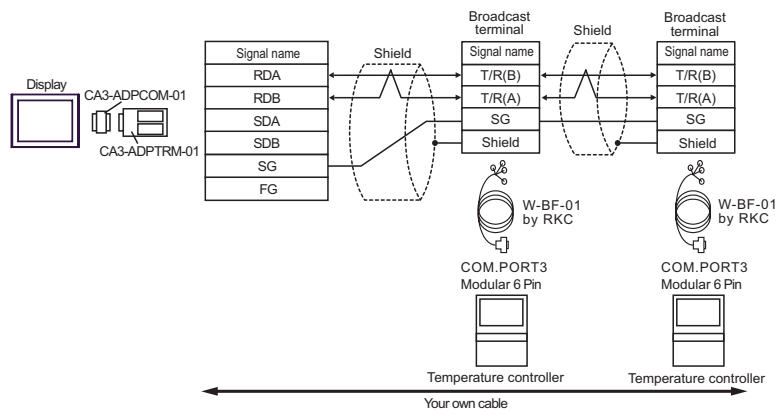 Display
CA3-ADPCOM-01
CA3-ADPTRM-01
Signal name
RDA
RDB
SDA
SDB
SG
FG
Shield
Broadcast
terminal
Signal name
T/R(B)
T/R(A)
SG
Shield
Shield
Broadcast
terminal
Signal name
T/R(B)
T/R(A)
SG
Shield
W-BF-01
by RKC
W-BF-01
by RKC
COM.PORT3
Modular 6 Pin
COM.PORT3
Modular 6 Pin
Temperature controller
Temperature controller
Your own cable